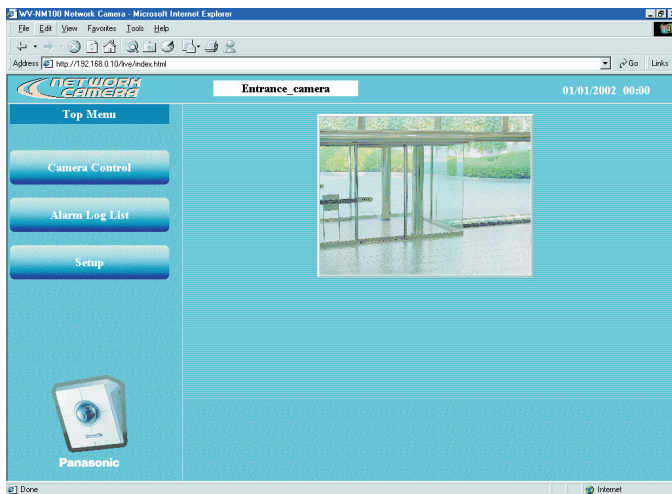 WV-NM100 Network Camera - Microsoft Internet Explorer
File Edit View Favorites Tools Help
Address http://192.168.0.10/live/index.html Go Links
NETWORK
CAMERA
Entrance_camera
01/01/2002 00:00
Top Menu
Camera Control
Alarm Log List
Setup
Panasonic
Done
Internet